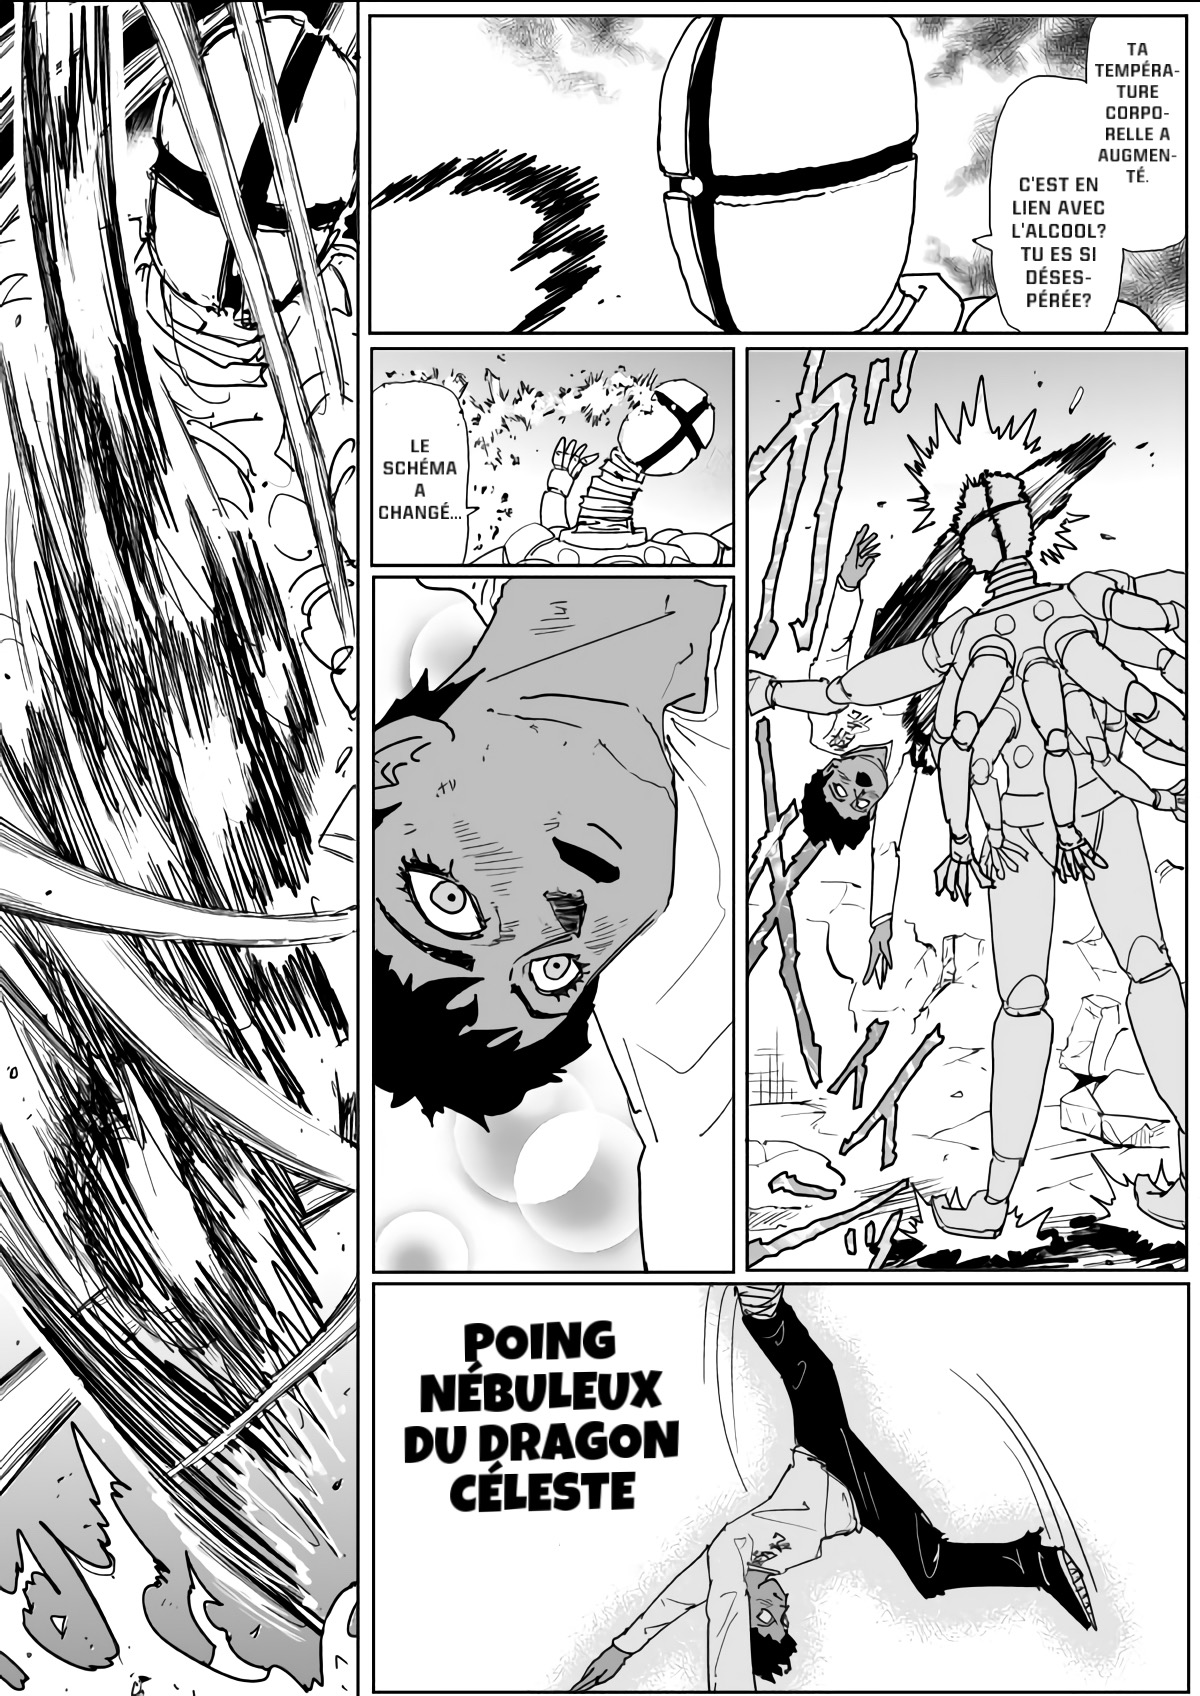 TA
TEMPÉRA-
TURE
CORPO-
RELLE A
AUGMEN-
TÉ.
C'EST EN
LIEN AVEC
L'ALCOOL?
TU ES SI
DÉSES-
PÉRÉE?
LE
SCHÉMA
A
CHANGÉ...
POING
NÉBULEUX
DU DRAGON
CÉLESTE